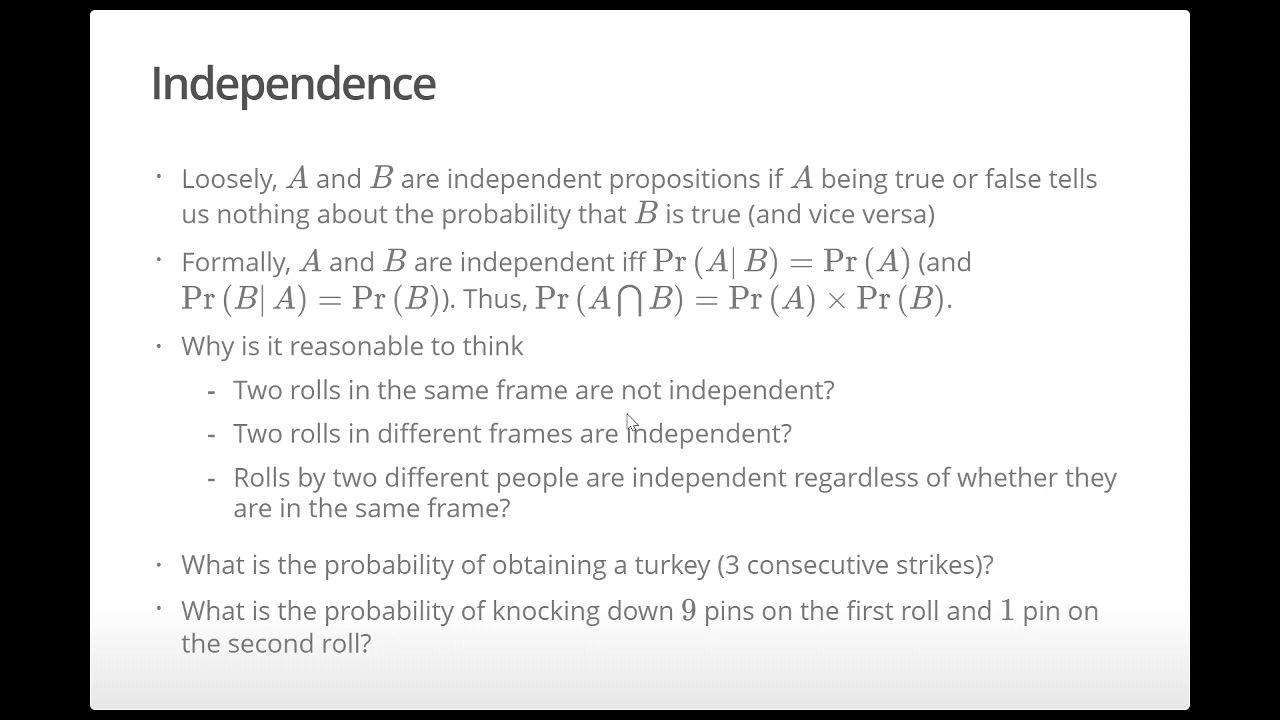 Independence
· Loosely, A and B are independent propositions if A being true or false tells
us nothing about the probability that B is true (and vice versa)
· Formally, A and B are independent iff Pr (A| B) = Pr (A) (and
Pr (B| A) = Pr (B)). Thus, Pr (A ⋂ B) = Pr (A) × Pr (B).
· Why is it reasonable to think
- Two rolls in the same frame are not independent?
- Two rolls in different frames are independent?
- Rolls by two different people are independent regardless of whether they
are in the same frame?
· What is the probability of obtaining a turkey (3 consecutive strikes)?
· What is the probability of knocking down 9 pins on the first roll and 1 pin on
the second roll?